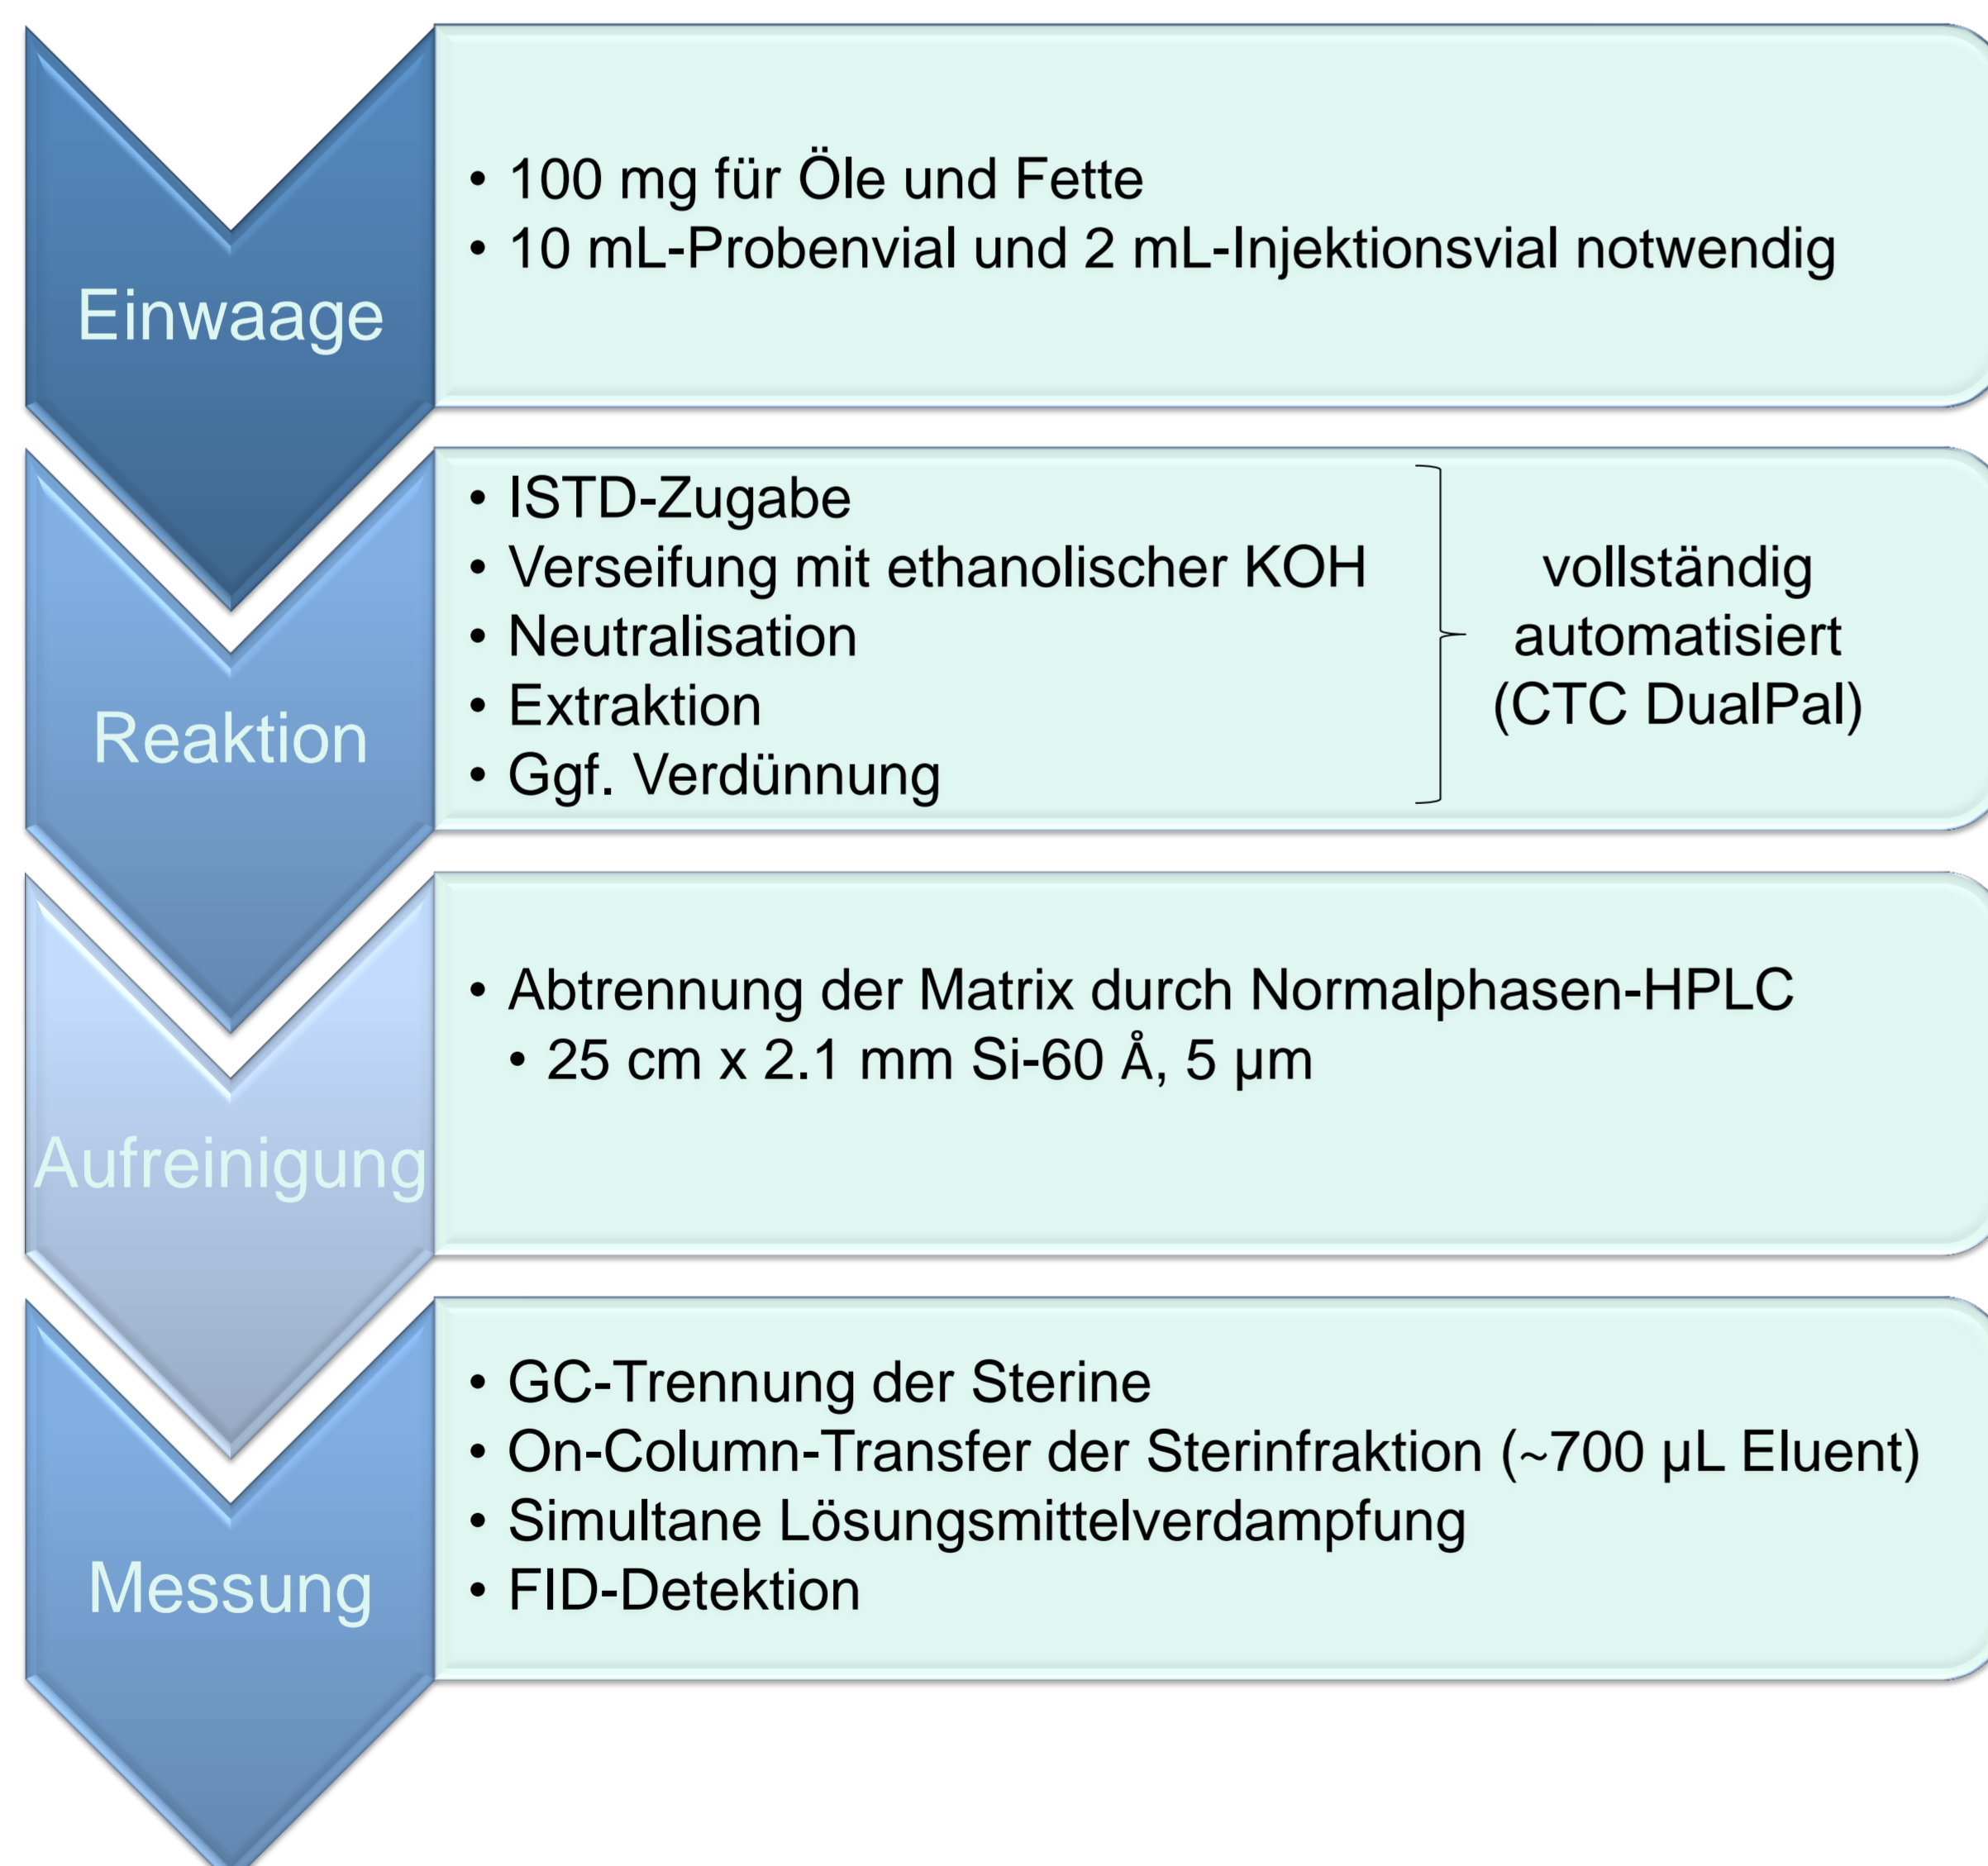 Einwaage
• 100 mg für Öle und Fette
• 10 mL-Probenvial und 2 mL-Injektionsvial notwendig
Reaktion
• ISTD-Zugabe
• Verseifung mit ethanolischer KOH
• Neutralisation
• Extraktion
• Ggf. Verdünnung
vollständig
automatisiert
(CTC DualPal)
Aufreinigung
• Abtrennung der Matrix durch Normalphasen-HPLC
• 25 cm x 2.1 mm Si-60 Å, 5 µm
Messung
• GC-Trennung der Sterine
• On-Column-Transfer der Sterinfraktion (~700 µL Eluent)
• Simultane Lösungsmittelverdampfung
• FID-Detektion